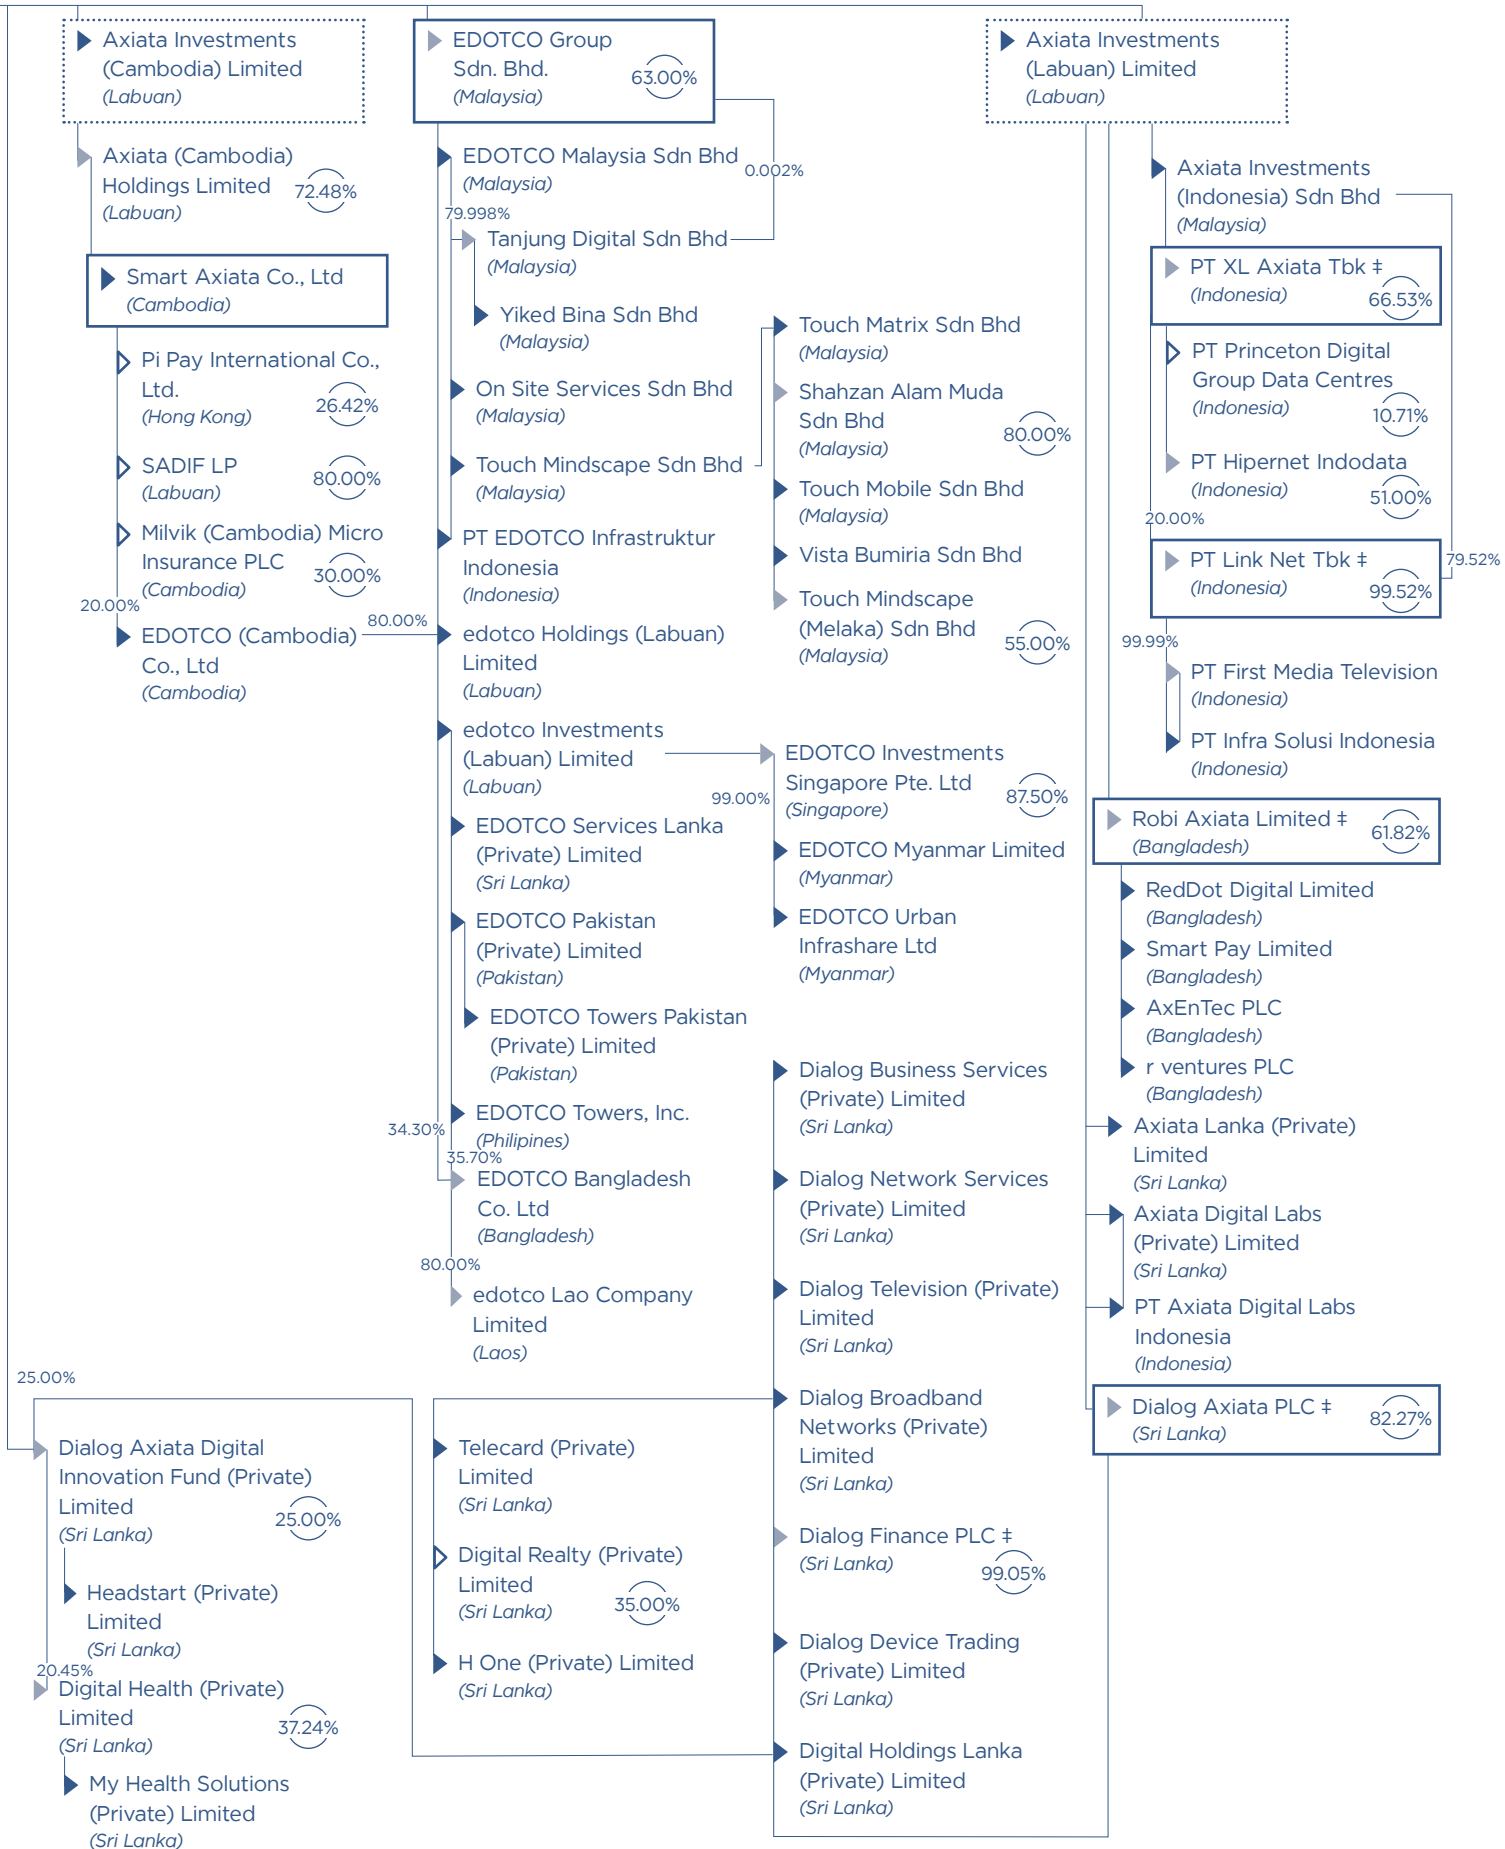 Axiata Investments
(Cambodia) Limited
(Labuan)
Axiata (Cambodia)
Holdings Limited
(Labuan)
72.48%
Smart Axiata Co., Ltd
(Cambodia)
Pi Pay International Co.,
Ltd.
(Hong Kong)
26.42%
SADIF LP
(Labuan)
80.00%
Milvik (Cambodia) Micro
Insurance PLC
(Cambodia)
30.00%
20.00%
EDOTCO (Cambodia)
Co., Ltd
(Cambodia)
80.00%
EDOTCO Group
Sdn. Bhd.
(Malaysia)
63.00%
EDOTCO Malaysia Sdn Bhd
(Malaysia)
0.002%
79.998%
Tanjung Digital Sdn Bhd
(Malaysia)
Yiked Bina Sdn Bhd
(Malaysia)
On Site Services Sdn Bhd
(Malaysia)
Touch Mindscape Sdn Bhd
(Malaysia)
PT EDOTCO Infrastruktur
Indonesia
(Indonesia)
edotco Holdings (Labuan)
Limited
(Labuan)
edotco Investments
(Labuan) Limited
(Labuan)
EDOTCO Services Lanka
(Private) Limited
(Sri Lanka)
EDOTCO Pakistan
(Private) Limited
(Pakistan)
EDOTCO Towers Pakistan
(Private) Limited
(Pakistan)
EDOTCO Towers, Inc.
(Philipines)
34.30%
35.70%
EDOTCO Bangladesh
Co. Ltd
(Bangladesh)
80.00%
edotco Lao Company
Limited
(Laos)
Touch Matrix Sdn Bhd
(Malaysia)
Shahzan Alam Muda
Sdn Bhd
(Malaysia)
80.00%
Touch Mobile Sdn Bhd
(Malaysia)
Vista Bumiria Sdn Bhd
Touch Mindscape
(Melaka) Sdn Bhd
(Malaysia)
55.00%
EDOTCO Investments
Singapore Pte. Ltd
(Singapore)
87.50%
99.00%
EDOTCO Myanmar Limited
(Myanmar)
EDOTCO Urban
Infrashare Ltd
(Myanmar)
Axiata Investments
(Labuan) Limited
(Labuan)
Axiata Investments
(Indonesia) Sdn Bhd
(Malaysia)
PT XL Axiata Tbk ‡
(Indonesia)
66.53%
PT Princeton Digital
Group Data Centres
(Indonesia)
10.71%
PT Hipernet Indodata
(Indonesia)
51.00%
20.00%
PT Link Net Tbk ‡
(Indonesia)
99.52%
79.52%
99.99%
PT First Media Television
(Indonesia)
PT Infra Solusi Indonesia
(Indonesia)
Robi Axiata Limited ‡
(Bangladesh)
61.82%
RedDot Digital Limited
(Bangladesh)
Smart Pay Limited
(Bangladesh)
AxEnTec PLC
(Bangladesh)
r ventures PLC
(Bangladesh)
Axiata Lanka (Private)
Limited
(Sri Lanka)
Axiata Digital Labs
(Private) Limited
(Sri Lanka)
PT Axiata Digital Labs
Indonesia
(Indonesia)
Dialog Axiata PLC ‡
(Sri Lanka)
82.27%
Dialog Business Services
(Private) Limited
(Sri Lanka)
Dialog Network Services
(Private) Limited
(Sri Lanka)
Dialog Television (Private)
Limited
(Sri Lanka)
Dialog Broadband
Networks (Private)
Limited
(Sri Lanka)
Dialog Finance PLC ‡
(Sri Lanka)
99.05%
Dialog Device Trading
(Private) Limited
(Sri Lanka)
Digital Holdings Lanka
(Private) Limited
(Sri Lanka)
Telecard (Private)
Limited
(Sri Lanka)
Digital Realty (Private)
Limited
(Sri Lanka)
35.00%
H One (Private) Limited
(Sri Lanka)
25.00%
Dialog Axiata Digital
Innovation Fund (Private)
Limited
(Sri Lanka)
25.00%
Headstart (Private)
Limited
(Sri Lanka)
20.45%
Digital Health (Private)
Limited
(Sri Lanka)
37.24%
My Health Solutions
(Private) Limited
(Sri Lanka)